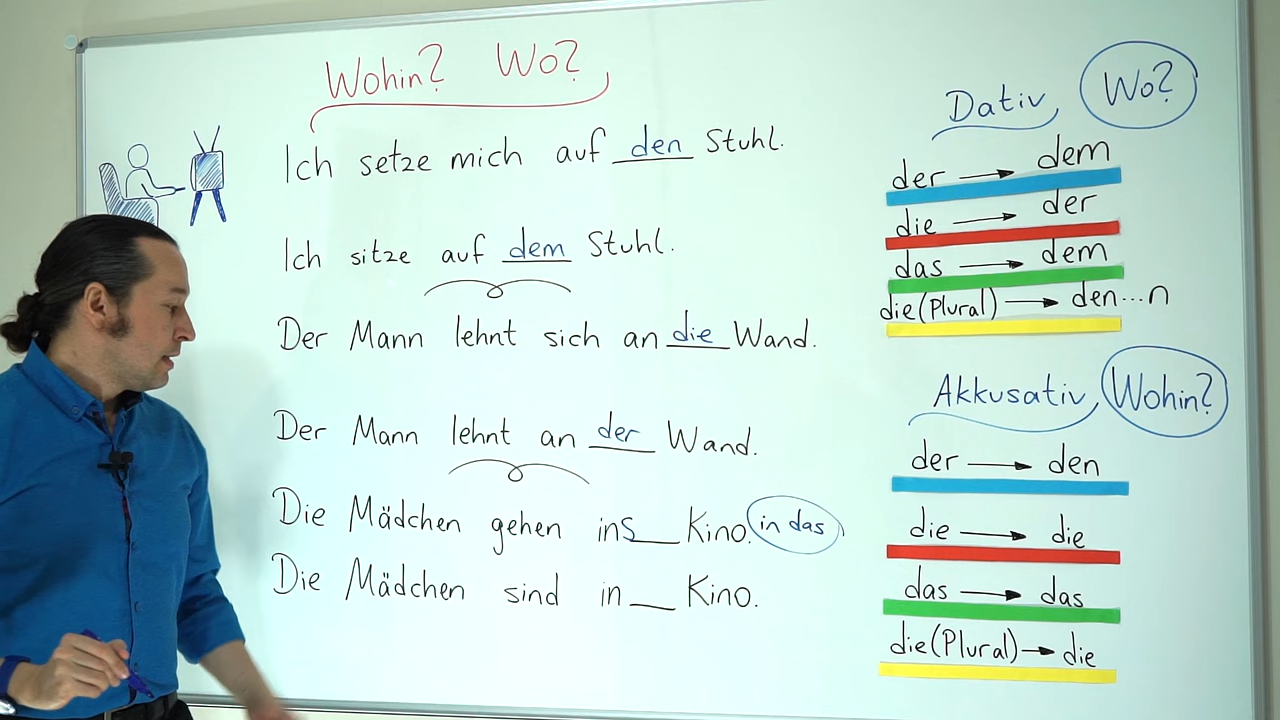 Wohin? Wo?
Ich setze mich auf den Stuhl.
Ich sitze auf dem Stuhl.
Der Mann lehnt sich an die Wand.
Der Mann lehnt an der Wand.
Die Mädchen gehen ins__ Kino. in das
Die Mädchen sind in __ Kino.
Dativ Wo?
der → dem
die → der
das → dem
die (Plural) → den...n
Akkusativ Wohin?
der → den
die → die
das → das
die (Plural) → die